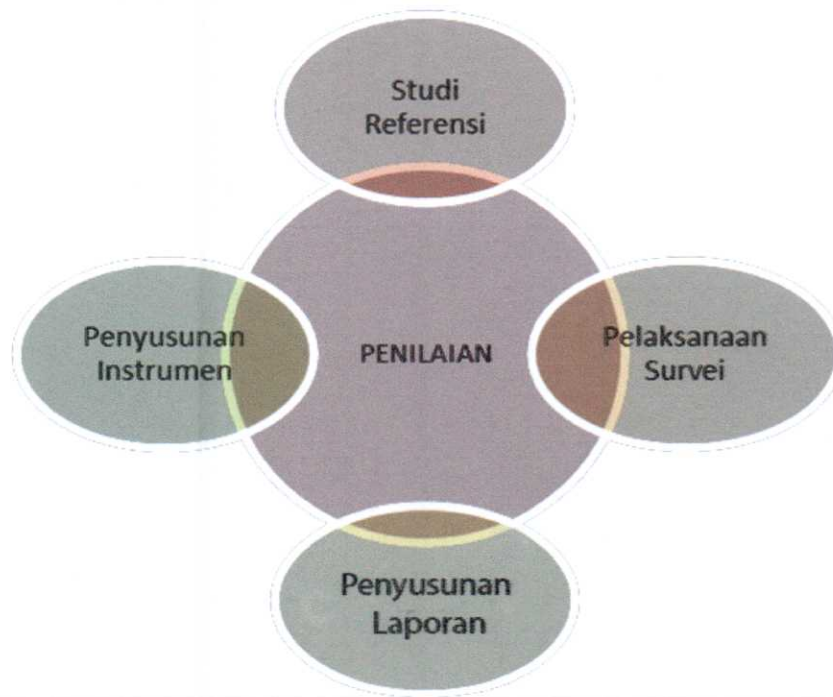 Studi
Referensi
Penyusunan
Instrumen
PENILAIAN
Pelaksanaan
Survei
Penyusunan
Laporan